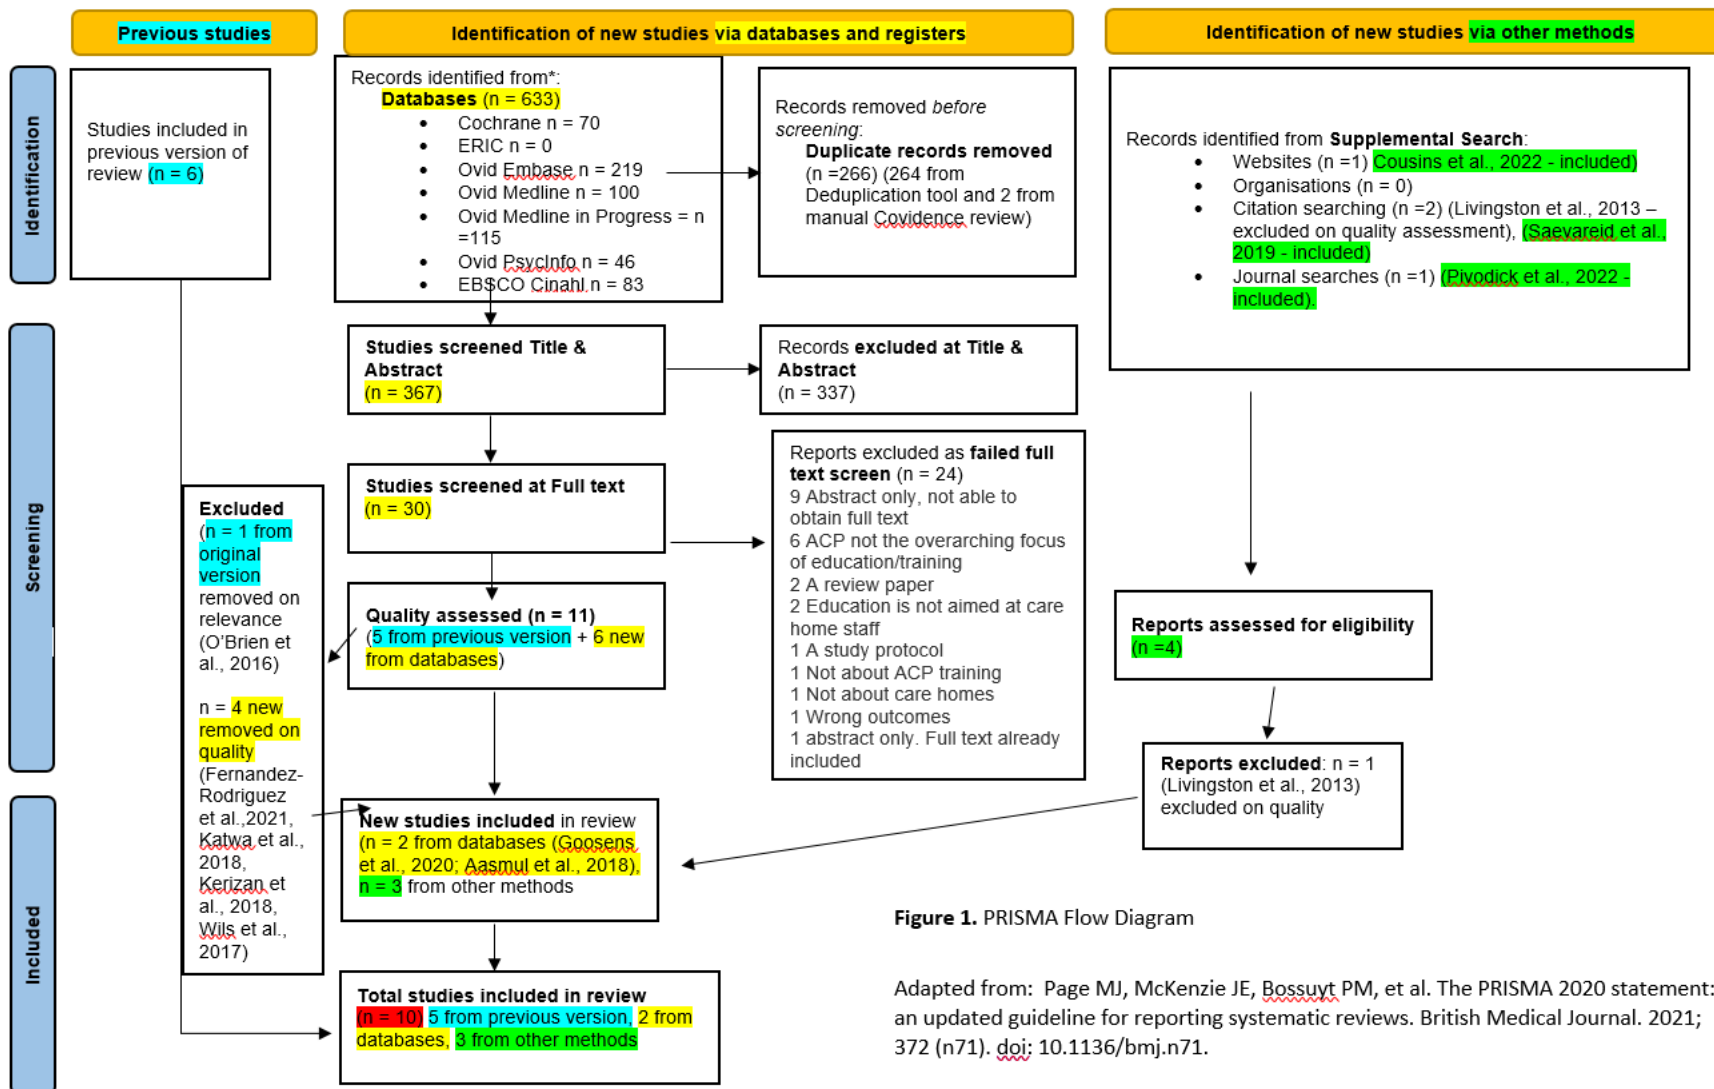 Previous studies
Identification of new studies via databases and registers
Identification of new studies via other methods
Identification
Studies included in
previous version of
review (n = 6)
Records identified from*:
Databases (n = 633)
• Cochrane n = 70
• ERIC n = 0
• Ovid Embase n = 219
• Ovid Medline n = 100
• Ovid Medline in Progress = n
=115
• Ovid PsycInfo n = 46
• EBSCO Cinahl n = 83
Records removed before
screening:
Duplicate records removed
(n =266) (264 from
Deduplication tool and 2 from
manual Covidence review)
Records identified from Supplemental Search:
• Websites (n =1) Cousins et al., 2022 - included)
• Organisations (n = 0)
• Citation searching (n =2) (Livingston et al., 2013 –
excluded on quality assessment), (Saevareid et al.,
2019 - included)
• Journal searches (n =1) (Pivodick et al., 2022 -
included).
Screening
Studies screened Title &
Abstract
(n = 367)
Records excluded at Title &
Abstract
(n = 337)
Studies screened at Full text
(n = 30)
Reports excluded as failed full
text screen (n = 24)
9 Abstract only, not able to
obtain full text
6 ACP not the overarching focus
of education/training
2 A review paper
2 Education is not aimed at care
home staff
1 A study protocol
1 Not about ACP training
1 Not about care homes
1 Wrong outcomes
1 abstract only. Full text already
included
Excluded
(n = 1 from
original
version
removed on
relevance
(O'Brien et
al., 2016)
n = 4 new
removed on
quality
(Fernandez-
Rodriguez
et al.,2021,
Katwa et al.,
2018,
Kerizan et
al., 2018,
Wils et al.,
2017)
Quality assessed (n = 11)
(5 from previous version + 6 new
from databases)
Reports assessed for eligibility
(n =4)
Reports excluded: n = 1
(Livingston et al., 2013)
excluded on quality
Included
New studies included in review
(n = 2 from databases (Goosens
et al., 2020; Aasmul et al., 2018),
n = 3 from other methods
Total studies included in review
(n = 10) 5 from previous version, 2 from
databases, 3 from other methods
Figure 1. PRISMA Flow Diagram
Adapted from: Page MJ, McKenzie JE, Bossuyt PM, et al. The PRISMA 2020 statement:
an updated guideline for reporting systematic reviews. British Medical Journal. 2021;
372 (n71). doi: 10.1136/bmj.n71.